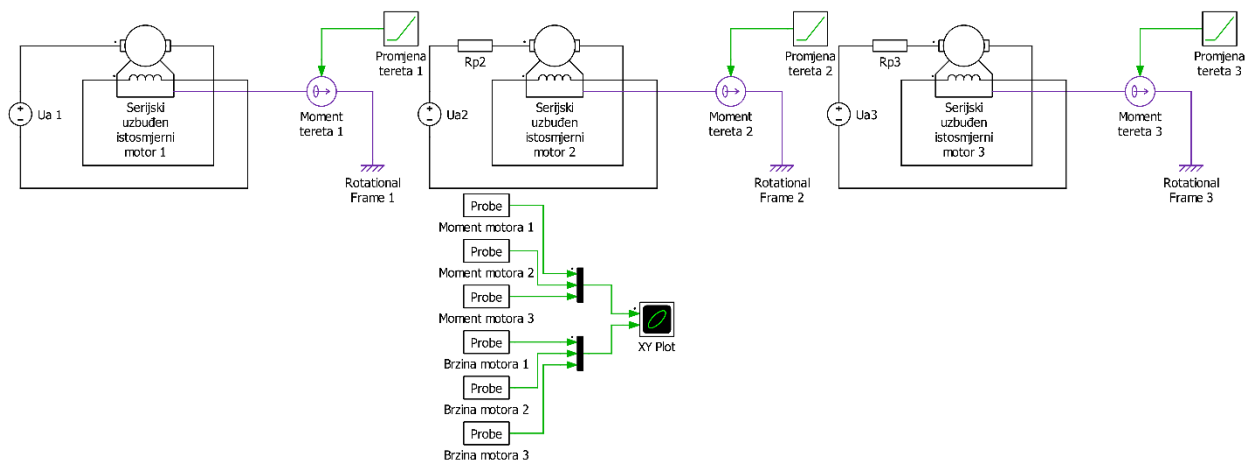 Promjena
tereta 1
Ua 1
Serijski
uzbuđen
istosmjerni
motor 1
Moment
tereta 1
Rotational
Frame 1
Rp2
Promjena
tereta 2
Ua2
Serijski
uzbuđen
istosmjerni
motor 2
Moment
tereta 2
Rotational
Frame 2
Rp3
Promjena
tereta 3
Ua3
Serijski
uzbuđen
istosmjerni
motor 3
Moment
tereta 3
Rotational
Frame 3
Probe
Moment motora 1
Probe
Moment motora 2
Probe
Moment motora 3
Probe
Brzina motora 1
Probe
Brzina motora 2
Probe
Brzina motora 3
XY Plot